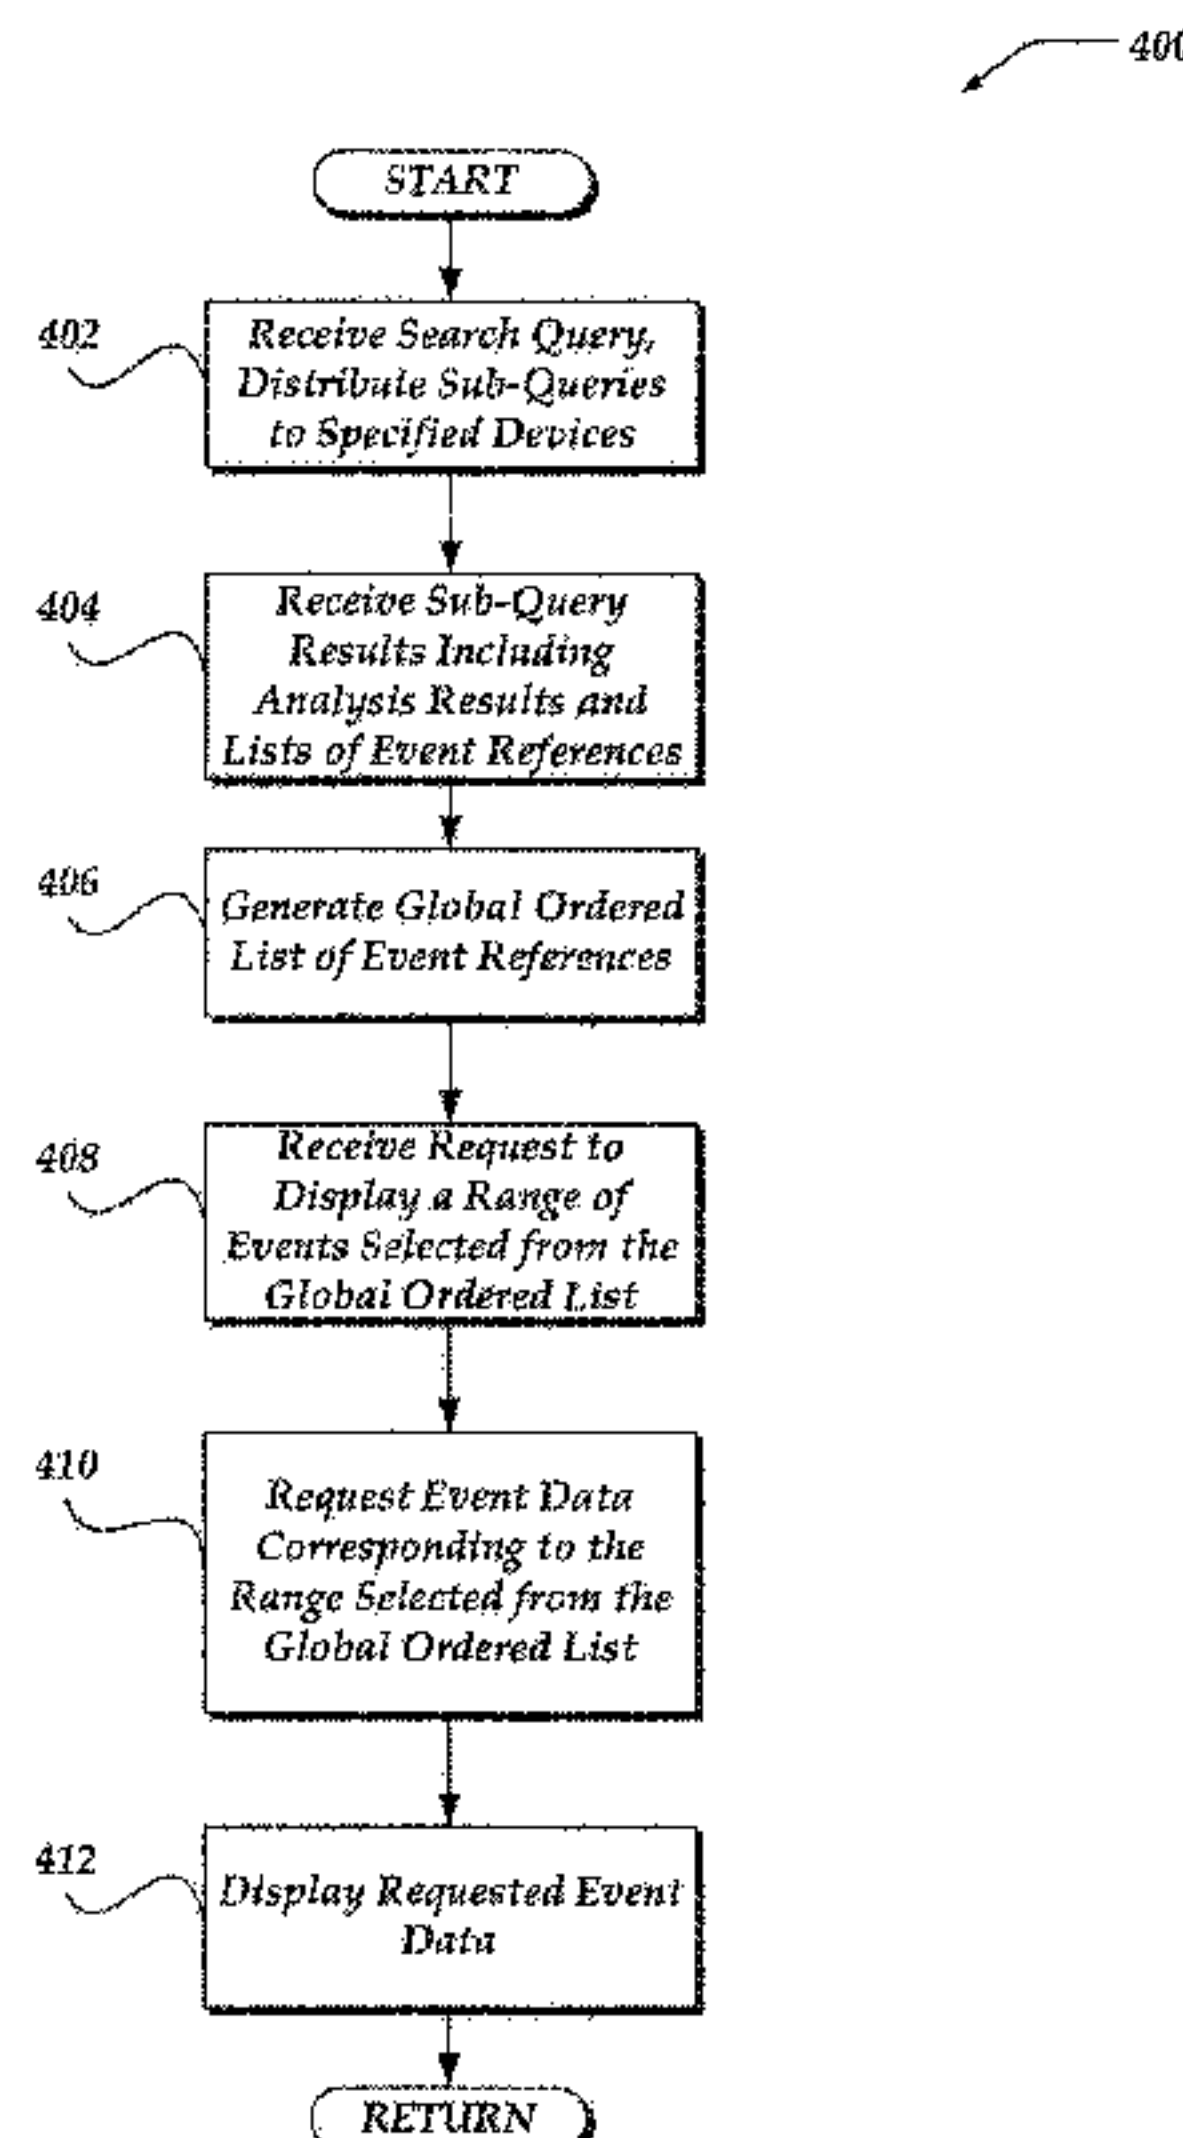 400
START
402
Receive Search Query,
Distribute Sub-Queries
to Specified Devices
404
Receive Sub-Query
Results Including
Analysis Results and
Lists of Event References
406
Generate Global Ordered
List of Event References
408
Receive Request to
Display a Range of
Events Selected from the
Global Ordered List
410
Request Event Data
Corresponding to the
Range Selected from the
Global Ordered List
412
Display Requested Event
Data
RETURN